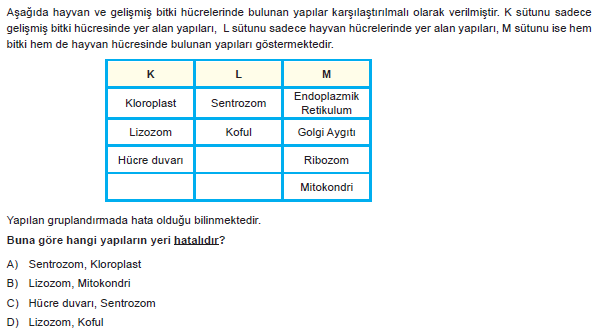 Aşağıda hayvan ve gelişmiş bitki hücrelerinde bulunan yapılar karşılaştırılmalı olarak verilmiştir. K sütunu sadece
gelişmiş bitki hücresinde yer alan yapıları, L sütunu sadece hayvan hücrelerinde yer alan yapıları, M sütunu ise hem
bitki hem de hayvan hücresinde bulunan yapıları göstermektedir.
K L M
Kloroplast Sentrozom Endoplazmik
Retikulum
Lizozom Koful Golgi Aygıtı
Hücre duvarı Ribozom
Mitokondri
Yapılan gruplandırmada hata olduğu bilinmektedir.
Buna göre hangi yapıların yeri hatalıdır?
A) Sentrozom, Kloroplast
B) Lizozom, Mitokondri
C) Hücre duvarı, Sentrozom
D) Lizozom, Koful